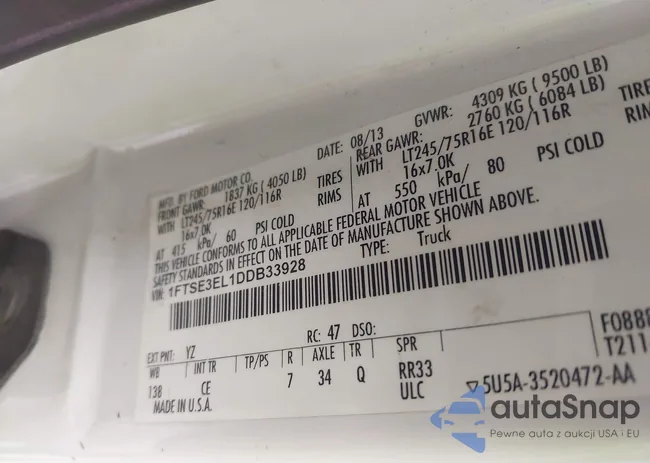 MFD. BY FORD MOTOR CO.
DATE: 08/13
GVWR: 4309 KG ( 9500 LB)
FRONT GAWR: 1837 KG ( 4050 LB)
REAR GAWR: 2760 KG ( 6084 LB)
WITH LT245/75R16E 120/116R TIRES
WITH LT245/75R16E 120/116R TIRES
16x7.0K RIMS
16x7.0K RIMS
AT 415 kPa/ 60 PSI COLD
AT 550 kPa/ 80 PSI COLD
THIS VEHICLE CONFORMS TO ALL APPLICABLE FEDERAL MOTOR VEHICLE
SAFETY STANDARDS IN EFFECT ON THE DATE OF MANUFACTURE SHOWN ABOVE.
VIN: 1FTSE3EL1DDB33928
TYPE: Truck
EXT PNT: YZ RC: 47 DSO:
WB INT TR TP/PS R AXLE TR SPR
138 CE 7 34 Q RR33
MADE IN U.S.A. ULC
F0888
T211
5U5A-3520472-AA
autaSnap
Pewne auta z aukcji USA i EU